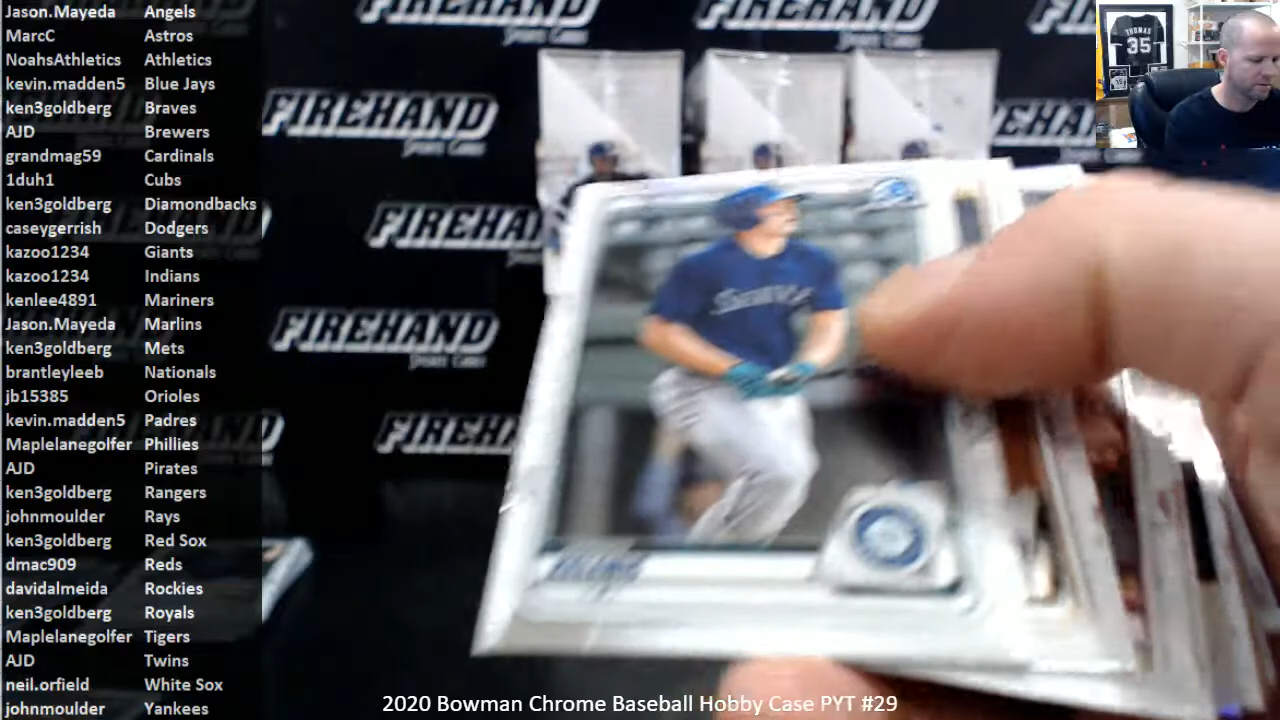 Jason.Mayeda Angels
MarcC Astros
NoahsAthletics Athletics
kevin.madden5 Blue Jays
ken3goldberg Braves
AJD Brewers
grandmag59 Cardinals
1duh1 Cubs
ken3goldberg Diamondbacks
caseygerrish Dodgers
kazoo1234 Giants
kazoo1234 Indians
kenlee4891 Mariners
Jason.Mayeda Marlins
ken3goldberg Mets
brantleyleeb Nationals
jb15385 Orioles
kevin.madden5 Padres
Maplelanegolfer Phillies
AJD Pirates
ken3goldberg Rangers
johnmoulder Rays
ken3goldberg Red Sox
dmac909 Reds
davidalmeida Rockies
ken3goldberg Royals
Maplelanegolfer Tigers
AJD Twins
neil.orfield White Sox
johnmoulder Yankees
FIREHAND
FIREHAND
FIREHAND
THOMAS
35
2020 Bowman Chrome Baseball Hobby Case PYT #29